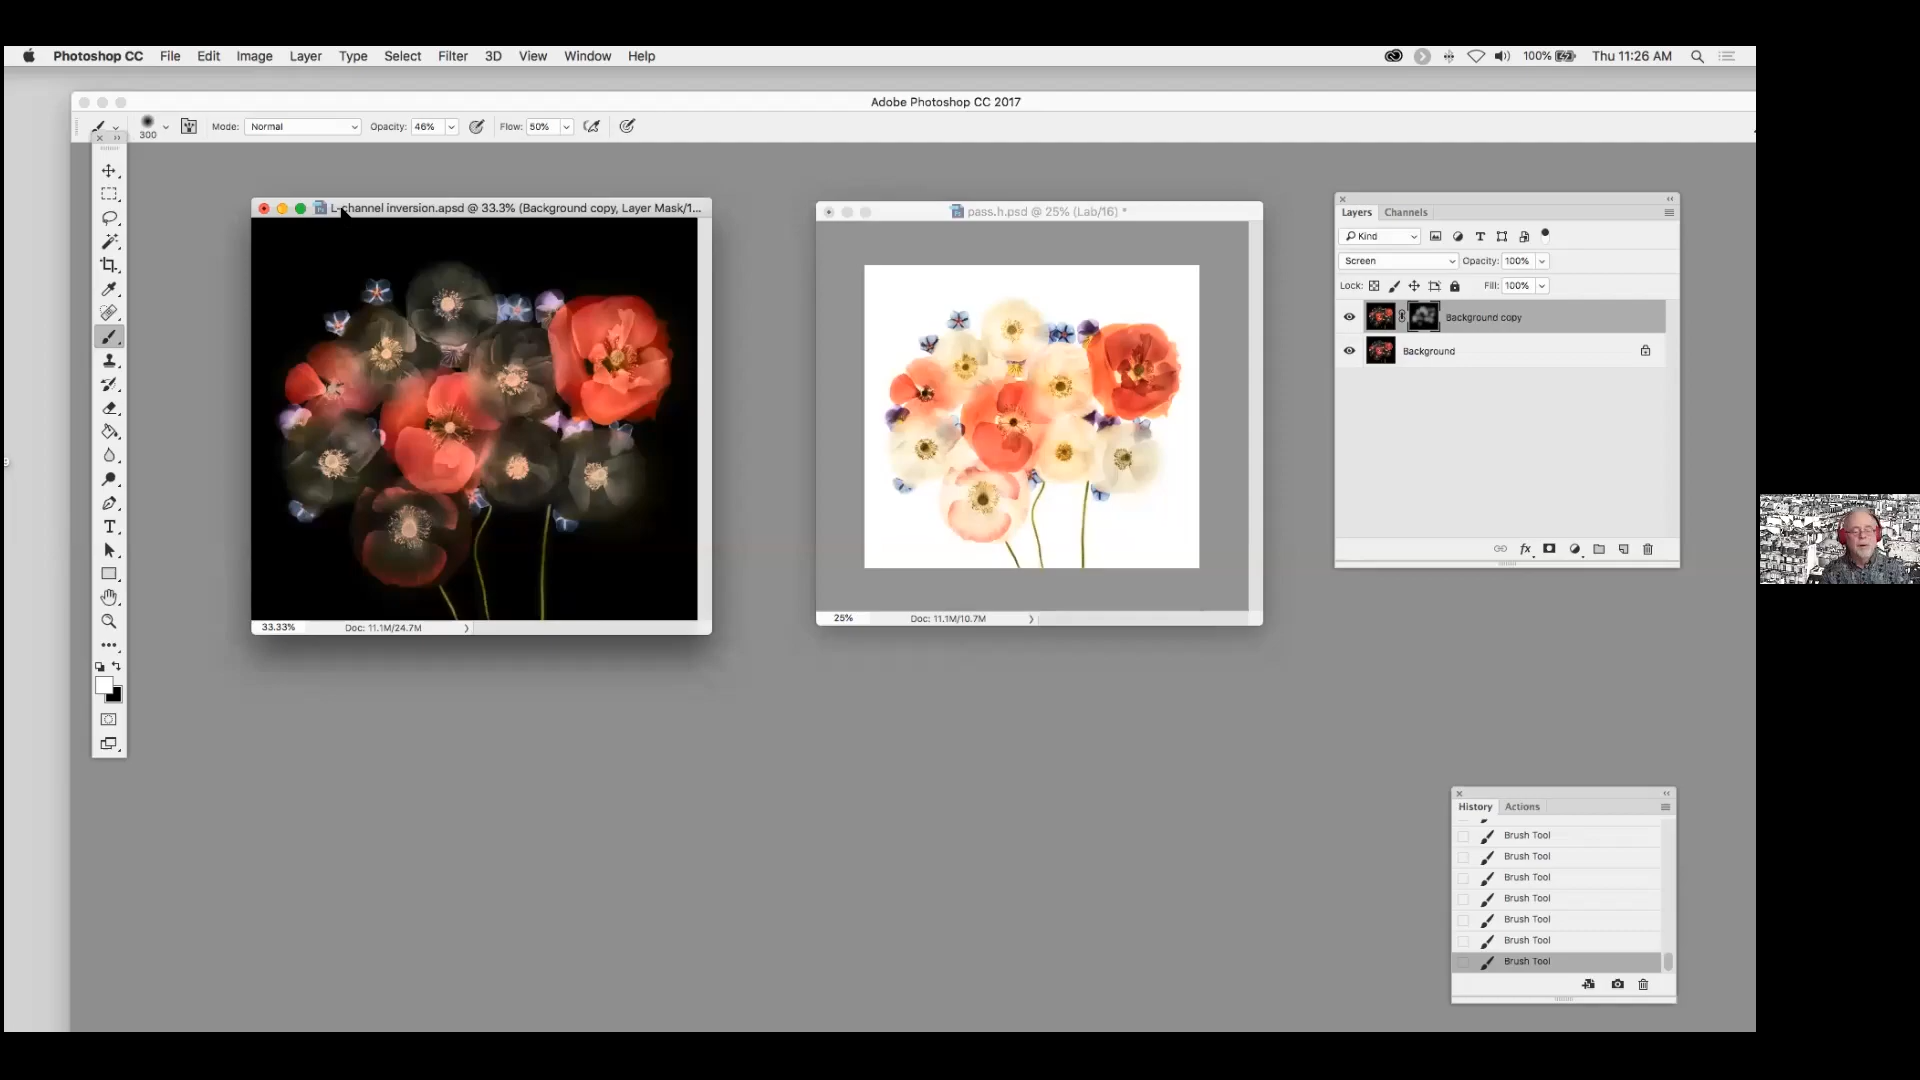 Photoshop CC File Edit Image Layer Type Select Filter 3D View Window Help 100% Thu 11:26 AM
Adobe Photoshop CC 2017
300 Mode: Normal Opacity: 46% Flow: 50%
L-channel inversion.apsd @ 33.3% (Background copy, Layer Mask/1...
33.33% Doc: 11.1M/24.7M
pass.h.psd @ 25% (Lab/16) *
25% Doc: 11.1M/10.7M
Layers Channels
Kind
Screen Opacity: 100%
Lock: Fill: 100%
Background copy
Background
fx
History Actions
Brush Tool
Brush Tool
Brush Tool
Brush Tool
Brush Tool
Brush Tool
Brush Tool